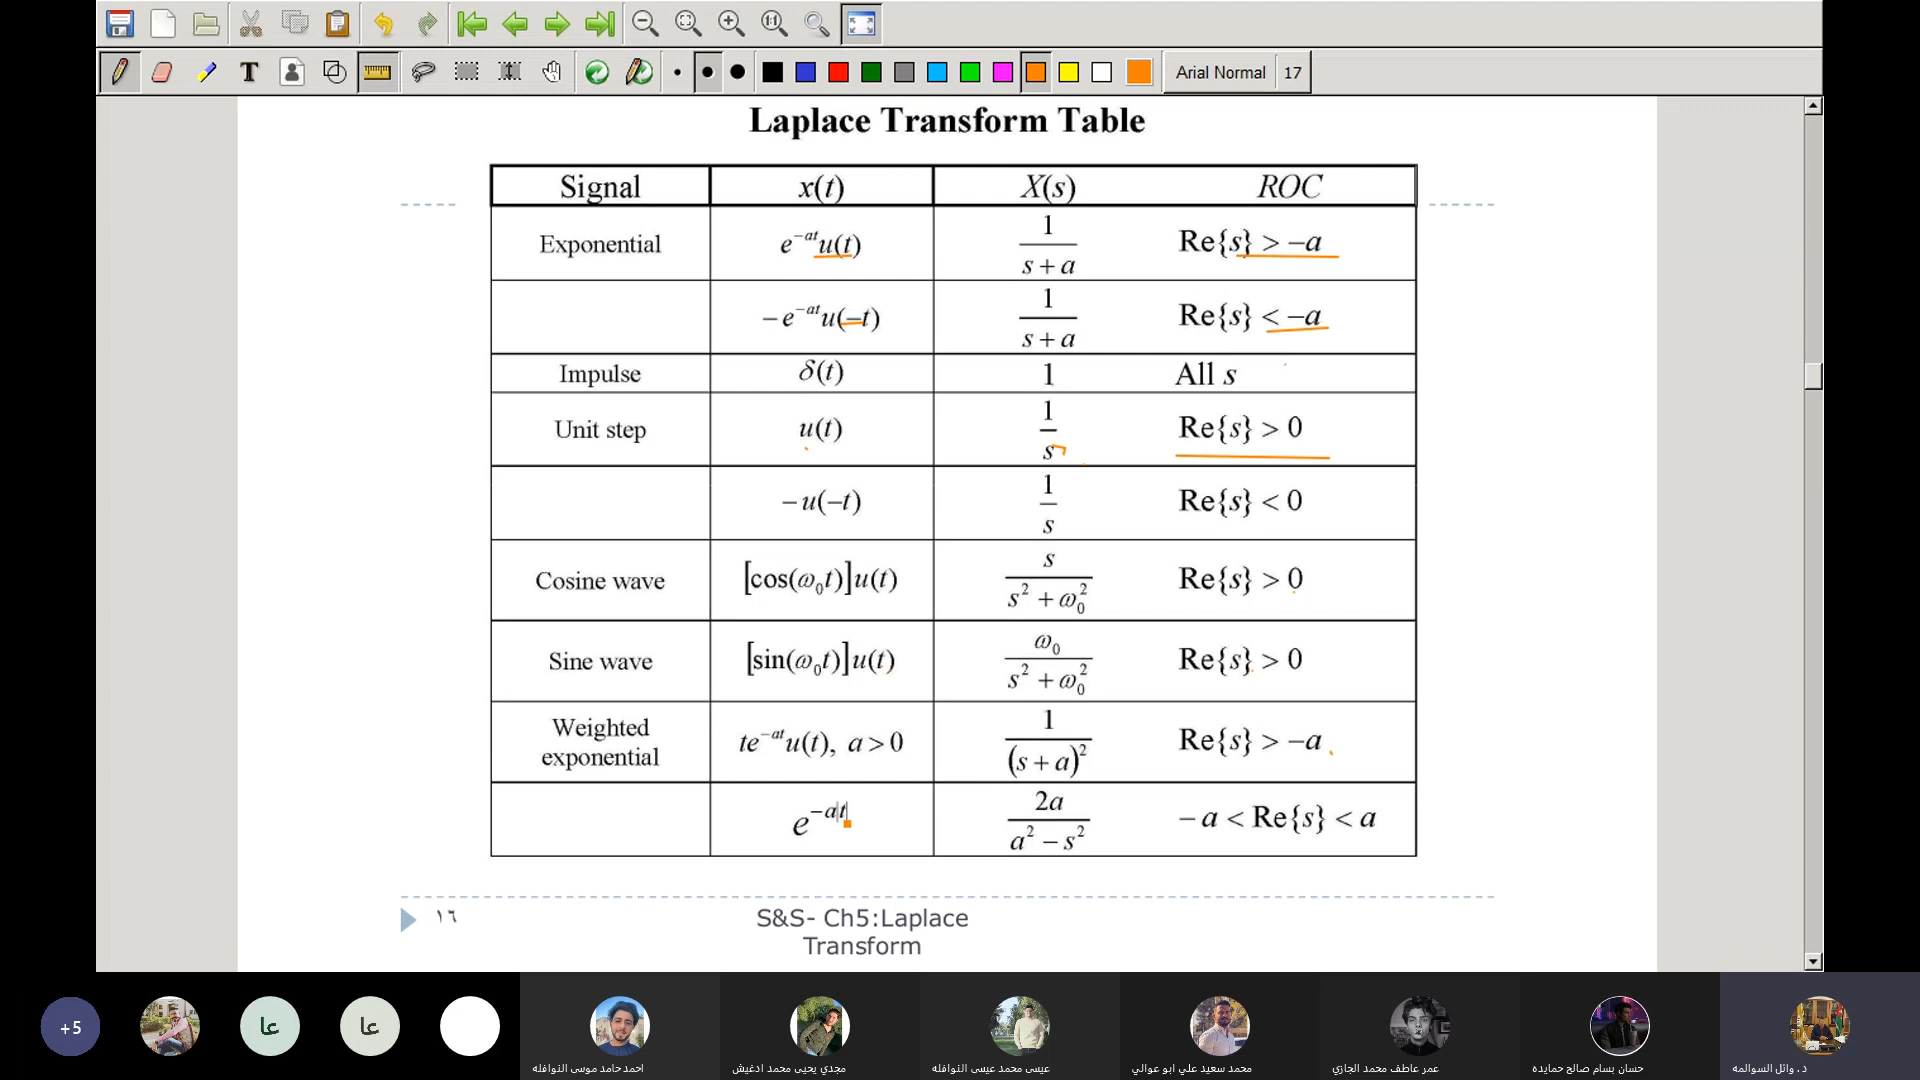 Arial Normal 17
Laplace Transform Table
Signal x(t) X(s) ROC
Exponential e^{-at}u(t) 1/(s+a) Re{s} > -a
-e^{-at}u(-t) 1/(s+a) Re{s} < -a
Impulse δ(t) 1 All s
Unit step u(t) 1/s Re{s} > 0
-u(-t) 1/s Re{s} < 0
Cosine wave [cos(ω₀t)]u(t) s/(s²+ω₀²) Re{s} > 0
Sine wave [sin(ω₀t)]u(t) ω₀/(s²+ω₀²) Re{s} > 0
Weighted exponential te^{-at}u(t), a>0 1/(s+a)² Re{s} > -a
e^{-a|t|} 2a/(a²-s²) -a < Re{s} < a
١٦
S&S- Ch5:Laplace
Transform
+5
عا
عا
احمد حامد موسى النوافله
مجدي يحيى محمد ادغيش
عيسى محمد عيسى النوافله
محمد سعيد علي ابو عوالي
عمر عاطف محمد الجازي
حسان بسام صالح حمايده
د. وائل السوالمه